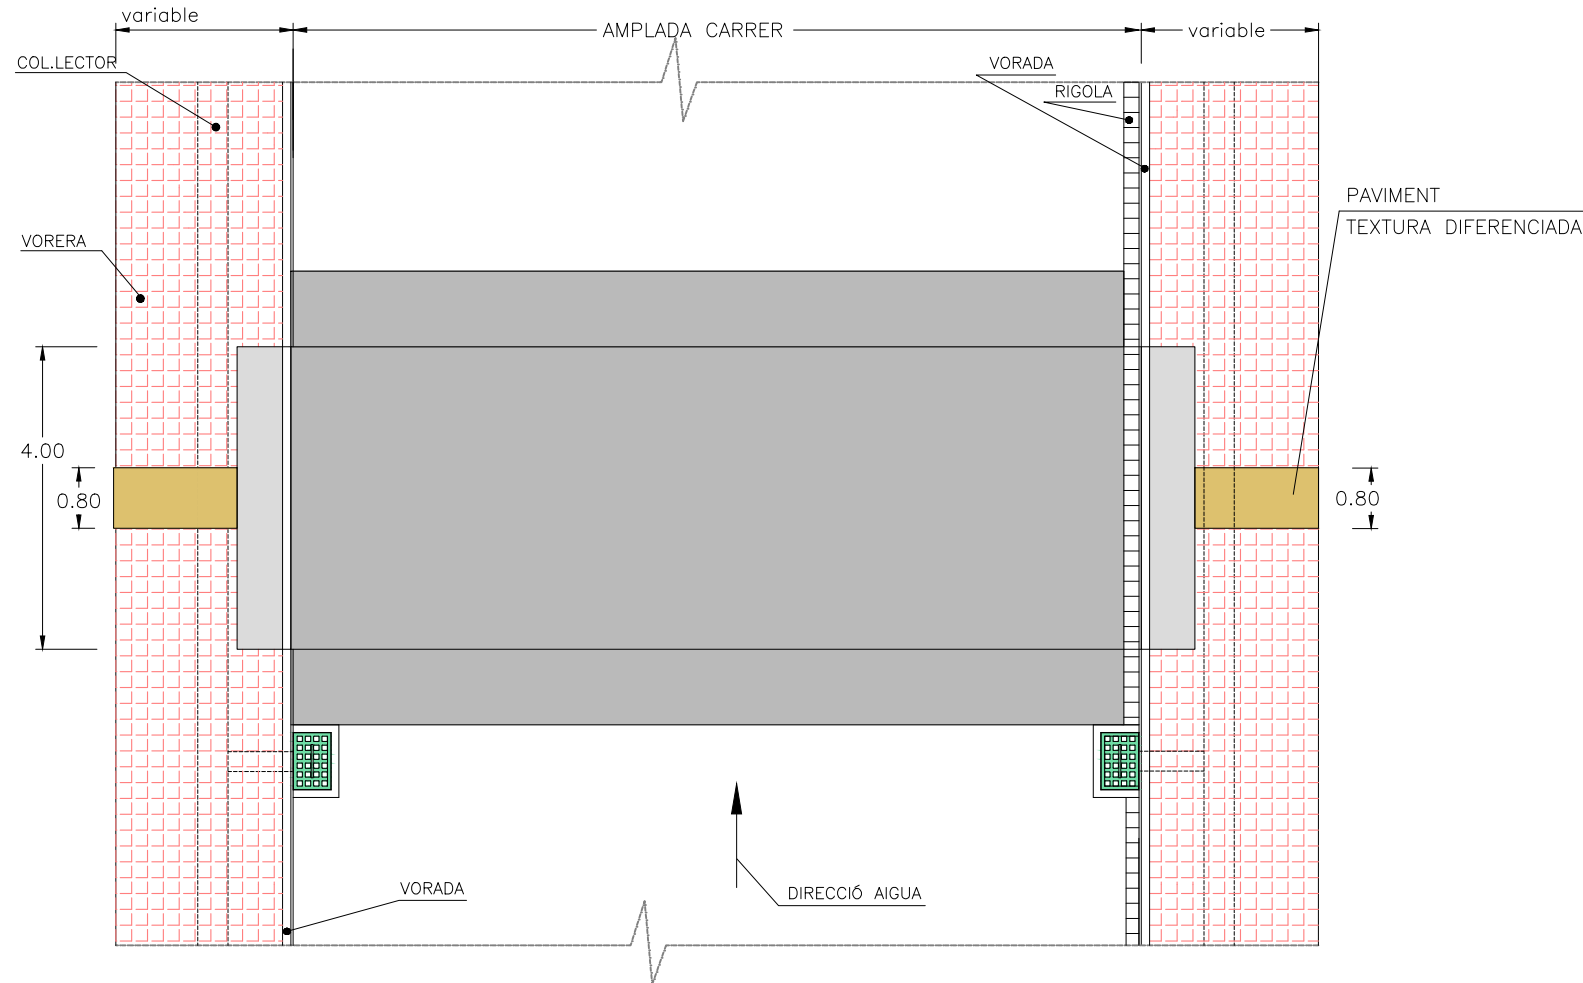 variable
AMPLADA CARRER
variable
COL.LECTOR
VORADA
RIGOLA
PAVIMENT
TEXTURA DIFERENCIADA
VORERA
4.00
0.80
0.80
VORADA
DIRECCIÓ AIGUA